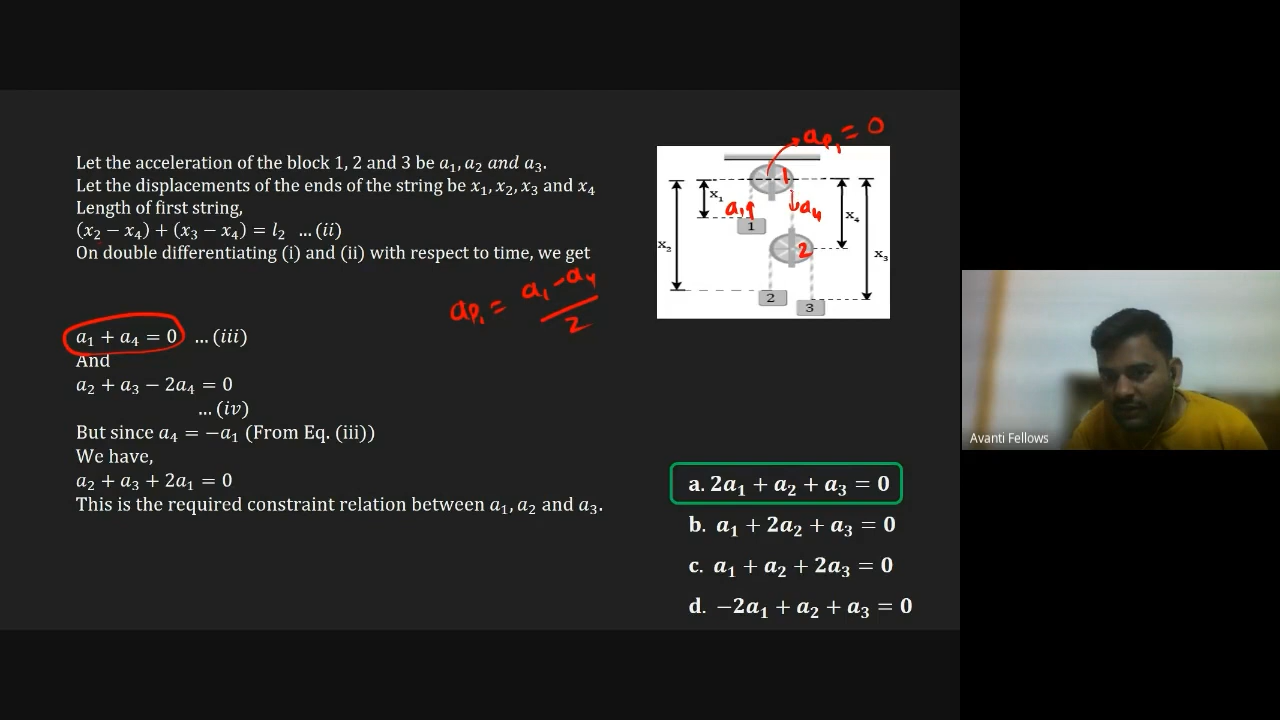 Let the acceleration of the block 1, 2 and 3 be a₁, a₂ and a₃.
Let the displacements of the ends of the string be x₁, x₂, x₃ and x₄
Length of first string,
(x₂ − x₄) + (x₃ − x₄) = l₂ …(ii)
On double differentiating (i) and (ii) with respect to time, we get
a₁ + a₄ = 0 …(iii)
And
a₂ + a₃ − 2a₄ = 0
…(iv)
But since a₄ = −a₁ (From Eq. (iii))
We have,
a₂ + a₃ + 2a₁ = 0
This is the required constraint relation between a₁, a₂ and a₃.
aP₁ = (a₁ − a₄)/2
aP₁ = 0
1
x₁
a₁
a₄
x₄
1
x₂
2
x₃
2
3
a. 2a₁ + a₂ + a₃ = 0
b. a₁ + 2a₂ + a₃ = 0
c. a₁ + a₂ + 2a₃ = 0
d. −2a₁ + a₂ + a₃ = 0
Avanti Fellows